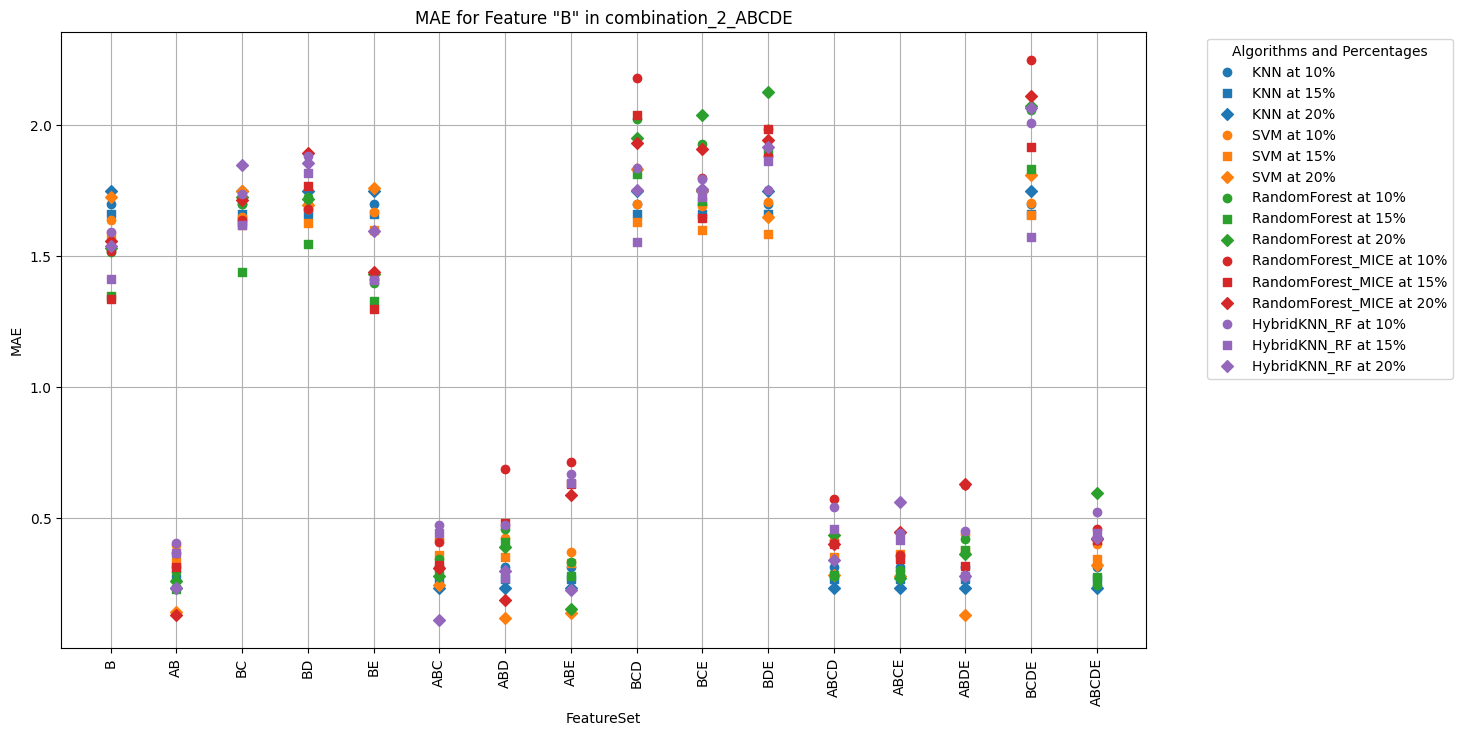 MAE for Feature "B" in combination_2_ABCDE
MAE
2.0
1.5
1.0
0.5
B
AB
BC
BD
BE
ABC
ABD
ABE
BCD
BCE
BDE
ABCD
ABCE
ABDE
BCDE
ABCDE
FeatureSet
Algorithms and Percentages
KNN at 10%
KNN at 15%
KNN at 20%
SVM at 10%
SVM at 15%
SVM at 20%
RandomForest at 10%
RandomForest at 15%
RandomForest at 20%
RandomForest_MICE at 10%
RandomForest_MICE at 15%
RandomForest_MICE at 20%
HybridKNN_RF at 10%
HybridKNN_RF at 15%
HybridKNN_RF at 20%